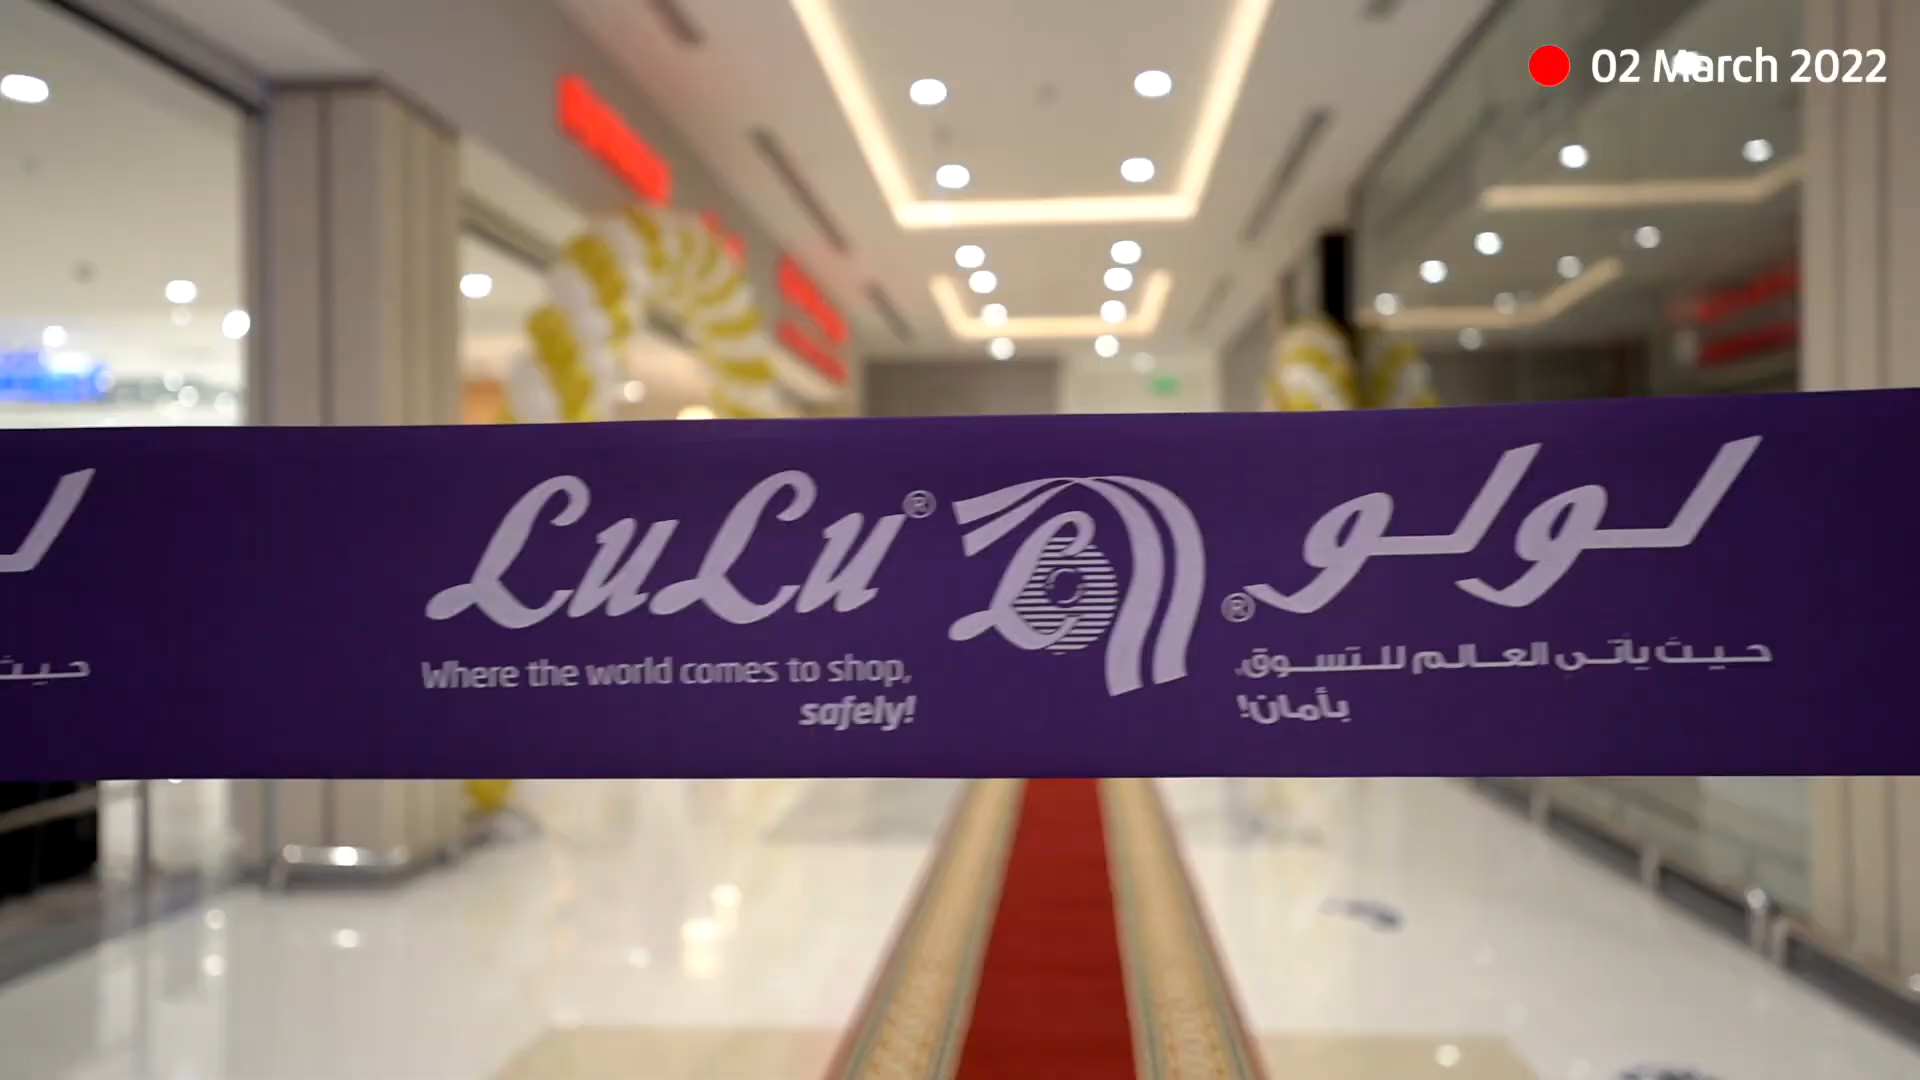 02 March 2022
LuLu®
Where the world comes to shop,
safely!
لولو®
حيث يأتي العالم للتسوق،
بأمان!